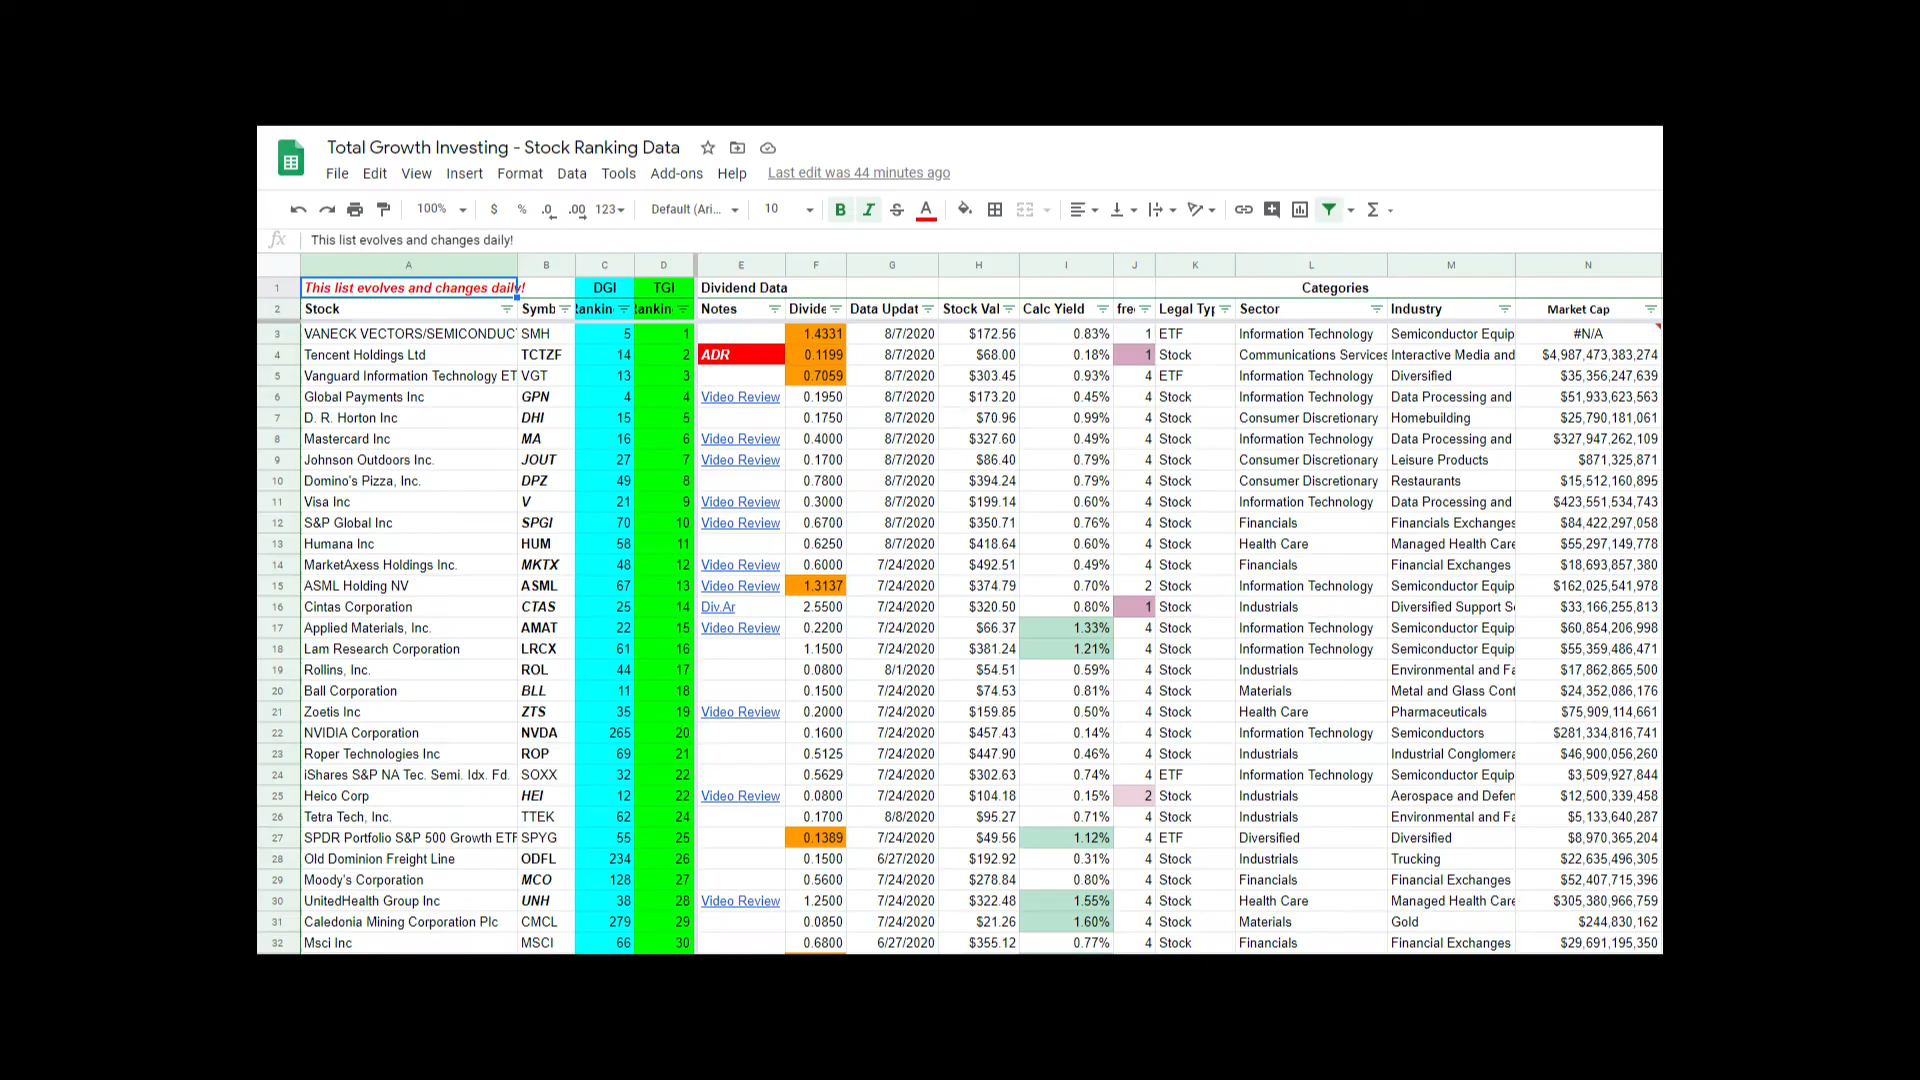 Total Growth Investing - Stock Ranking Data
File Edit View Insert Format Data Tools Add-ons Help Last edit was 44 minutes ago
100% $ % .0 .00 123 Default (Ari... 10 B I S A Σ
fx This list evolves and changes daily!
A B C D E F G H I J K L M N
1 This list evolves and changes daily! DGI TGI Dividend Data Categories
2 Stock Symb Rankin Rankin Notes Divide Data Updat Stock Val Calc Yield fre Legal Typ Sector Industry Market Cap
3 VANECK VECTORS/SEMICONDUC SMH 5 1 1.4331 8/7/2020 $172.56 0.83% 1 ETF Information Technology Semiconductor Equip #N/A
4 Tencent Holdings Ltd TCTZF 14 2 ADR 0.1199 8/7/2020 $68.00 0.18% 1 Stock Communications Services Interactive Media and $4,987,473,383,274
5 Vanguard Information Technology ET VGT 13 3 0.7059 8/7/2020 $303.45 0.93% 4 ETF Information Technology Diversified $35,356,247,639
6 Global Payments Inc GPN 4 4 Video Review 0.1950 8/7/2020 $173.20 0.45% 4 Stock Information Technology Data Processing and $51,933,623,563
7 D. R. Horton Inc DHI 15 5 0.1750 8/7/2020 $70.96 0.99% 4 Stock Consumer Discretionary Homebuilding $25,790,181,061
8 Mastercard Inc MA 16 6 Video Review 0.4000 8/7/2020 $327.60 0.49% 4 Stock Information Technology Data Processing and $327,947,262,109
9 Johnson Outdoors Inc. JOUT 27 7 Video Review 0.1700 8/7/2020 $86.40 0.79% 4 Stock Consumer Discretionary Leisure Products $871,325,871
10 Domino's Pizza, Inc. DPZ 49 8 0.7800 8/7/2020 $394.24 0.79% 4 Stock Consumer Discretionary Restaurants $15,512,160,895
11 Visa Inc V 21 9 Video Review 0.3000 8/7/2020 $199.14 0.60% 4 Stock Information Technology Data Processing and $423,551,534,743
12 S&P Global Inc SPGI 70 10 Video Review 0.6700 8/7/2020 $350.71 0.76% 4 Stock Financials Financials Exchanges $84,422,297,058
13 Humana Inc HUM 58 11 0.6250 8/7/2020 $418.64 0.60% 4 Stock Health Care Managed Health Care $55,297,149,778
14 MarketAxess Holdings Inc. MKTX 48 12 Video Review 0.6000 7/24/2020 $492.51 0.49% 4 Stock Financials Financial Exchanges $18,693,857,380
15 ASML Holding NV ASML 67 13 Video Review 1.3137 7/24/2020 $374.79 0.70% 2 Stock Information Technology Semiconductor Equip $162,025,541,978
16 Cintas Corporation CTAS 25 14 Div.Ar 2.5500 7/24/2020 $320.50 0.80% 1 Stock Industrials Diversified Support S $33,166,255,813
17 Applied Materials, Inc. AMAT 22 15 Video Review 0.2200 7/24/2020 $66.37 1.33% 4 Stock Information Technology Semiconductor Equip $60,854,206,998
18 Lam Research Corporation LRCX 61 16 1.1500 7/24/2020 $381.24 1.21% 4 Stock Information Technology Semiconductor Equip $55,359,486,471
19 Rollins, Inc. ROL 44 17 0.0800 8/1/2020 $54.51 0.59% 4 Stock Industrials Environmental and Fa $17,862,865,500
20 Ball Corporation BLL 11 18 0.1500 7/24/2020 $74.53 0.81% 4 Stock Materials Metal and Glass Cont $24,352,086,176
21 Zoetis Inc ZTS 35 19 Video Review 0.2000 7/24/2020 $159.85 0.50% 4 Stock Health Care Pharmaceuticals $75,909,114,661
22 NVIDIA Corporation NVDA 265 20 0.1600 7/24/2020 $457.43 0.14% 4 Stock Information Technology Semiconductors $281,334,816,741
23 Roper Technologies Inc ROP 69 21 0.5125 7/24/2020 $447.90 0.46% 4 Stock Industrials Industrial Conglomera $46,900,056,260
24 iShares S&P NA Tec. Semi. Idx. Fd. SOXX 32 22 0.5629 7/24/2020 $302.63 0.74% 4 ETF Information Technology Semiconductor Equip $3,509,927,844
25 Heico Corp HEI 12 22 Video Review 0.0800 7/24/2020 $104.18 0.15% 2 Stock Industrials Aerospace and Defen $12,500,339,458
26 Tetra Tech, Inc. TTEK 62 24 0.1700 8/8/2020 $95.27 0.71% 4 Stock Industrials Environmental and Fa $5,133,640,287
27 SPDR Portfolio S&P 500 Growth ETF SPYG 55 25 0.1389 7/24/2020 $49.56 1.12% 4 ETF Diversified Diversified $8,970,365,204
28 Old Dominion Freight Line ODFL 234 26 0.1500 6/27/2020 $192.92 0.31% 4 Stock Industrials Trucking $22,635,496,305
29 Moody's Corporation MCO 128 27 0.5600 7/24/2020 $278.84 0.80% 4 Stock Financials Financial Exchanges $52,407,715,396
30 UnitedHealth Group Inc UNH 38 28 Video Review 1.2500 7/24/2020 $322.48 1.55% 4 Stock Health Care Managed Health Care $305,380,966,759
31 Caledonia Mining Corporation Plc CMCL 279 29 0.0850 7/24/2020 $21.26 1.60% 4 Stock Materials Gold $244,830,162
32 Msci Inc MSCI 66 30 0.6800 6/27/2020 $355.12 0.77% 4 Stock Financials Financial Exchanges $29,691,195,350